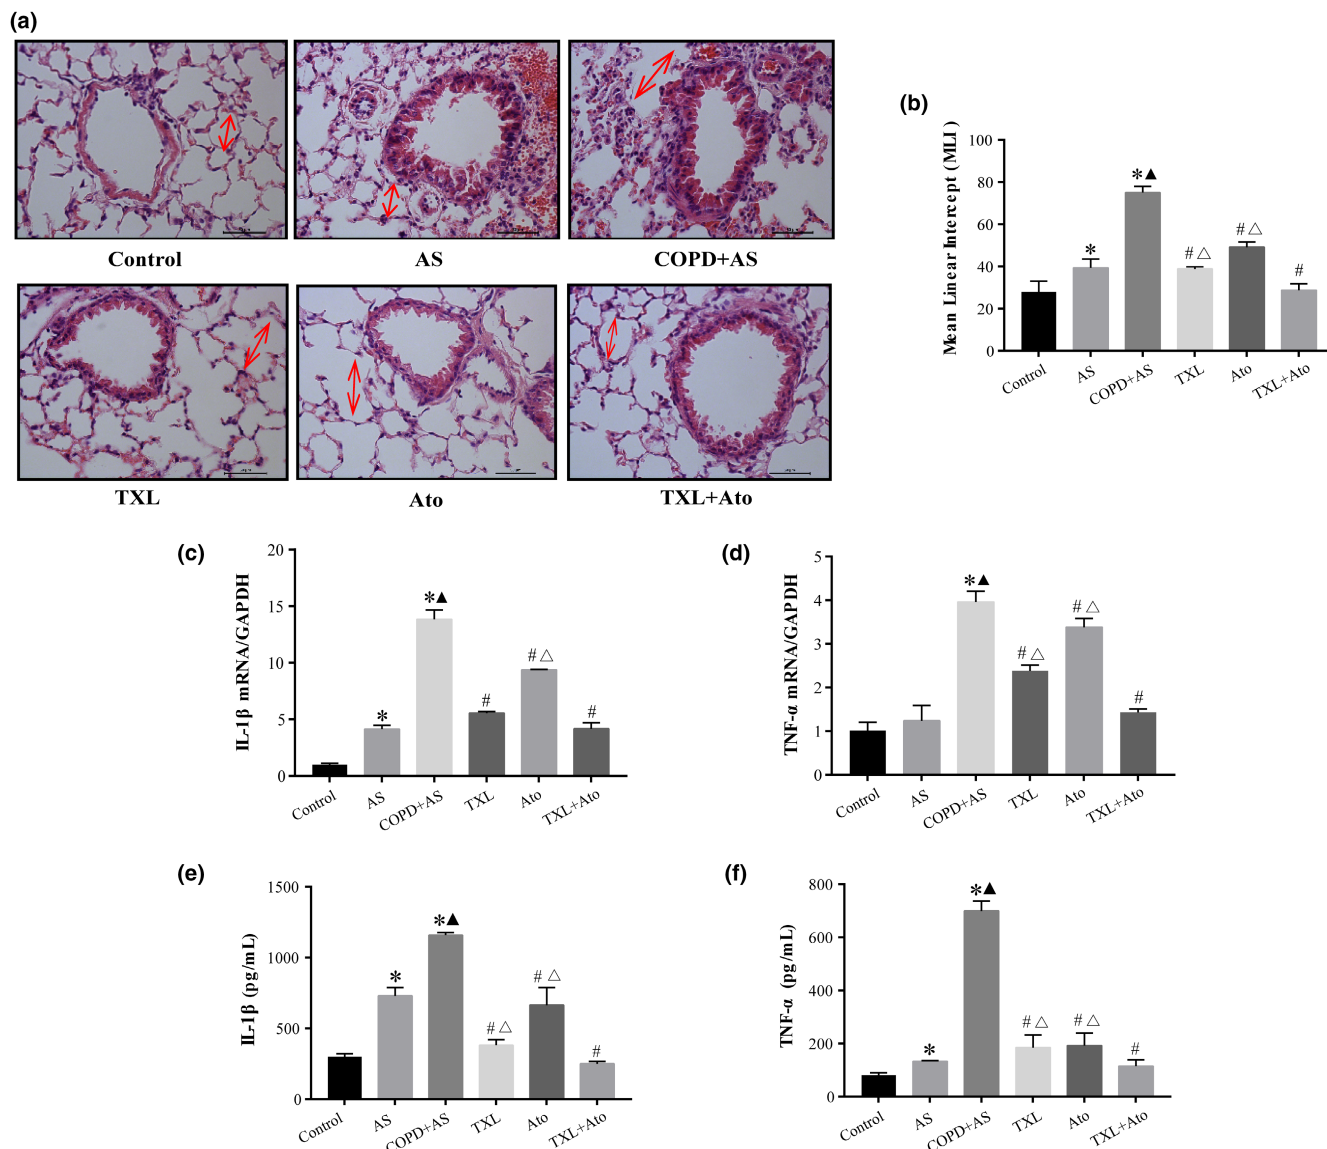 (a)
Control
AS
COPD+AS
TXL
Ato
TXL+Ato
(b)
Mean Linear Intercept (MLI)
100
80
60
40
20
0
*
*▲
# △
# △
#
Control
AS
COPD+AS
TXL
Ato
TXL+Ato
(c)
IL-1β mRNA/GAPDH
20
15
10
5
0
*
*▲
#
# △
#
Control
AS
COPD+AS
TXL
Ato
TXL+Ato
(d)
TNF-α mRNA/GAPDH
5
4
3
2
1
0
*▲
# △
# △
#
Control
AS
COPD+AS
TXL
Ato
TXL+Ato
(e)
IL-1β (pg/mL)
1500
1000
500
0
*
*▲
# △
# △
#
Control
AS
COPD+AS
TXL
Ato
TXL+Ato
(f)
TNF-α (pg/mL)
800
600
400
200
0
*
*▲
# △
# △
#
Control
AS
COPD+AS
TXL
Ato
TXL+Ato